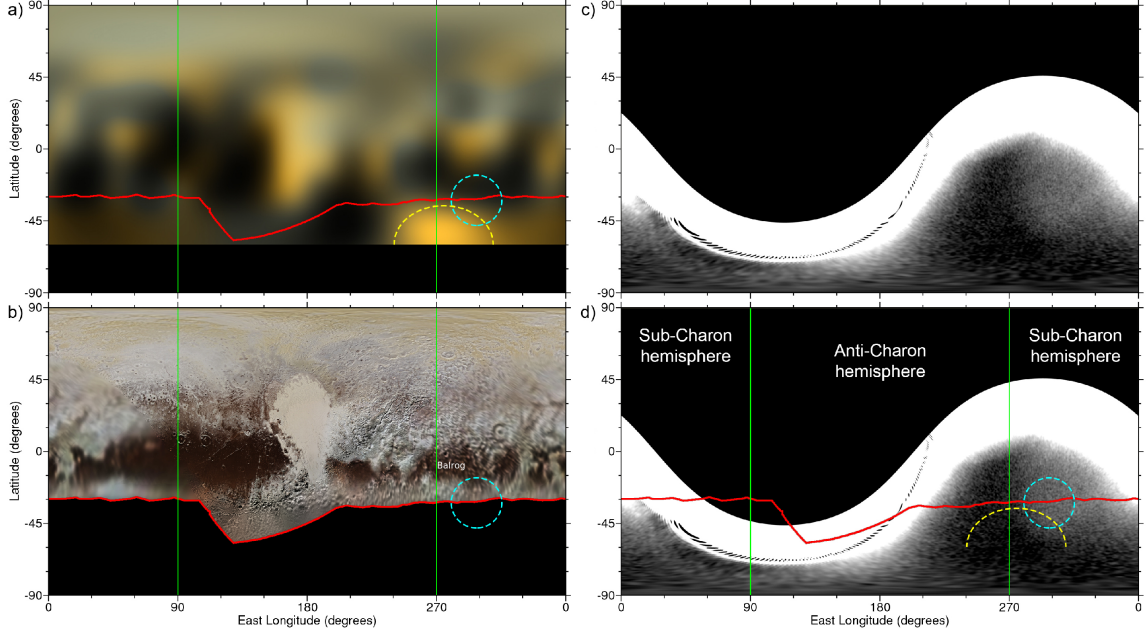 a)
90
45
0
-45
-90
Latitude (degrees)
b)
90
45
0
-45
-90
Latitude (degrees)
Balrog
0
90
180
270
0
East Longitude (degrees)
c)
90
45
0
-45
-90
d)
90
45
0
-45
-90
Sub-Charon
hemisphere
Anti-Charon
hemisphere
Sub-Charon
hemisphere
0
90
180
270
0
East Longitude (degrees)